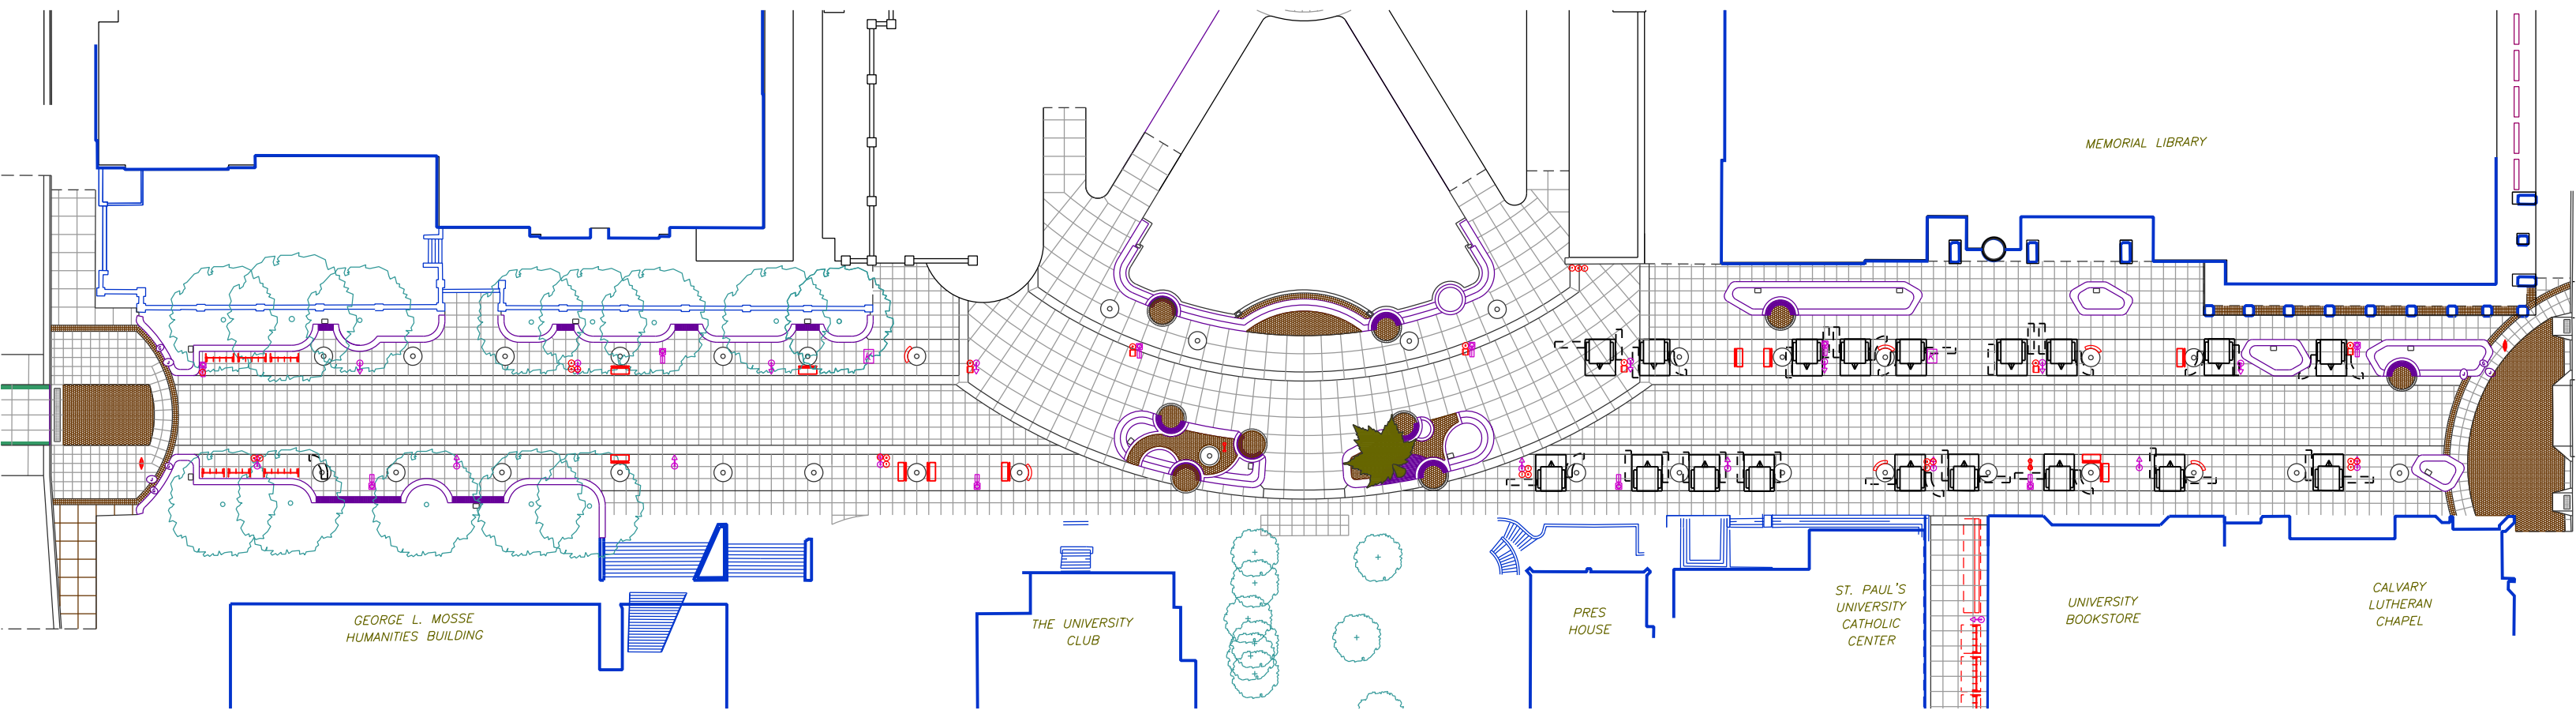 MEMORIAL LIBRARY
GEORGE L. MOSSE
HUMANITIES BUILDING
THE UNIVERSITY
CLUB
PRES
HOUSE
ST. PAUL'S
UNIVERSITY
CATHOLIC
CENTER
UNIVERSITY
BOOKSTORE
CALVARY
LUTHERAN
CHAPEL